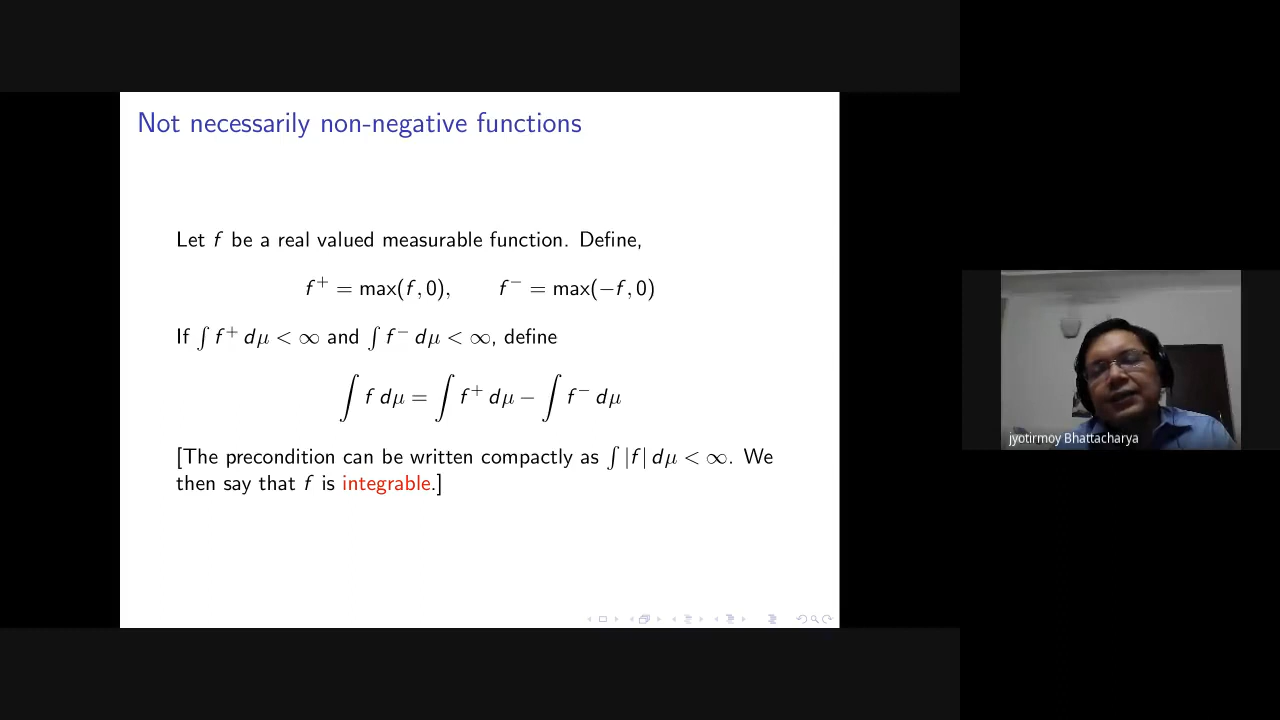 Not necessarily non-negative functions
Let f be a real valued measurable function. Define,
f⁺ = max(f, 0), f⁻ = max(−f, 0)
If ∫ f⁺ dμ < ∞ and ∫ f⁻ dμ < ∞, define
∫ f dμ = ∫ f⁺ dμ − ∫ f⁻ dμ
[The precondition can be written compactly as ∫ |f| dμ < ∞. We
then say that f is integrable.]
jyotirmoy Bhattacharya